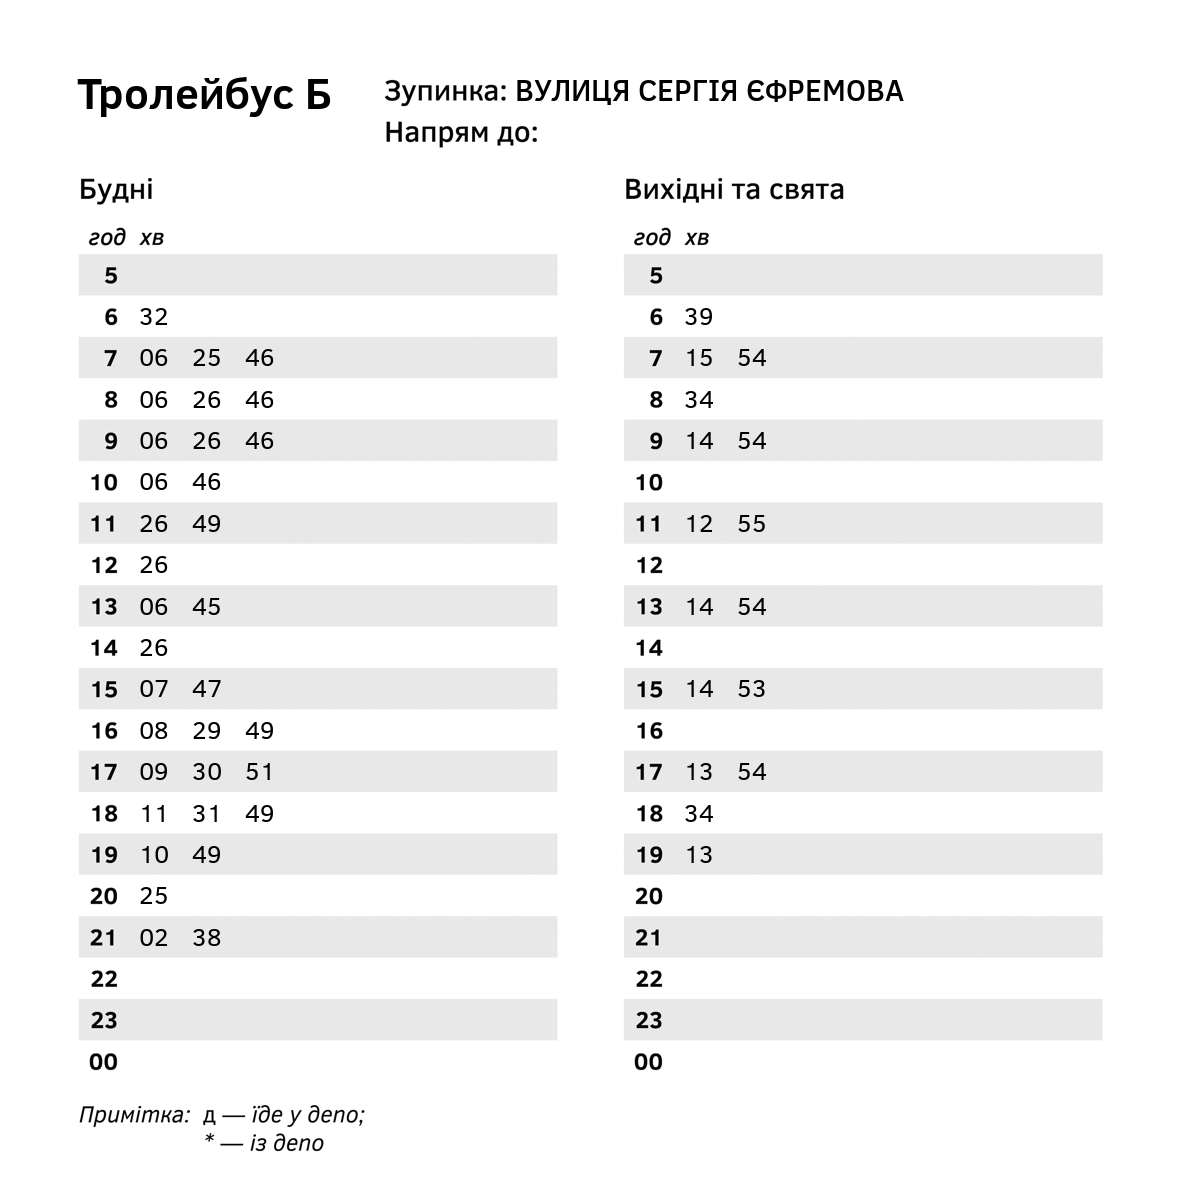 Тролейбус Б
Зупинка: ВУЛИЦЯ СЕРГІЯ ЄФРЕМОВА
Напрям до:
Будні
год хв
5
6 32
7 06 25 46
8 06 26 46
9 06 26 46
10 06 46
11 26 49
12 26
13 06 45
14 26
15 07 47
16 08 29 49
17 09 30 51
18 11 31 49
19 10 49
20 25
21 02 38
22
23
00
Вихідні та свята
год хв
5
6 39
7 15 54
8 34
9 14 54
10
11 12 55
12
13 14 54
14
15 14 53
16
17 13 54
18 34
19 13
20
21
22
23
00
Примітка: д — їде у депо;
* — із депо